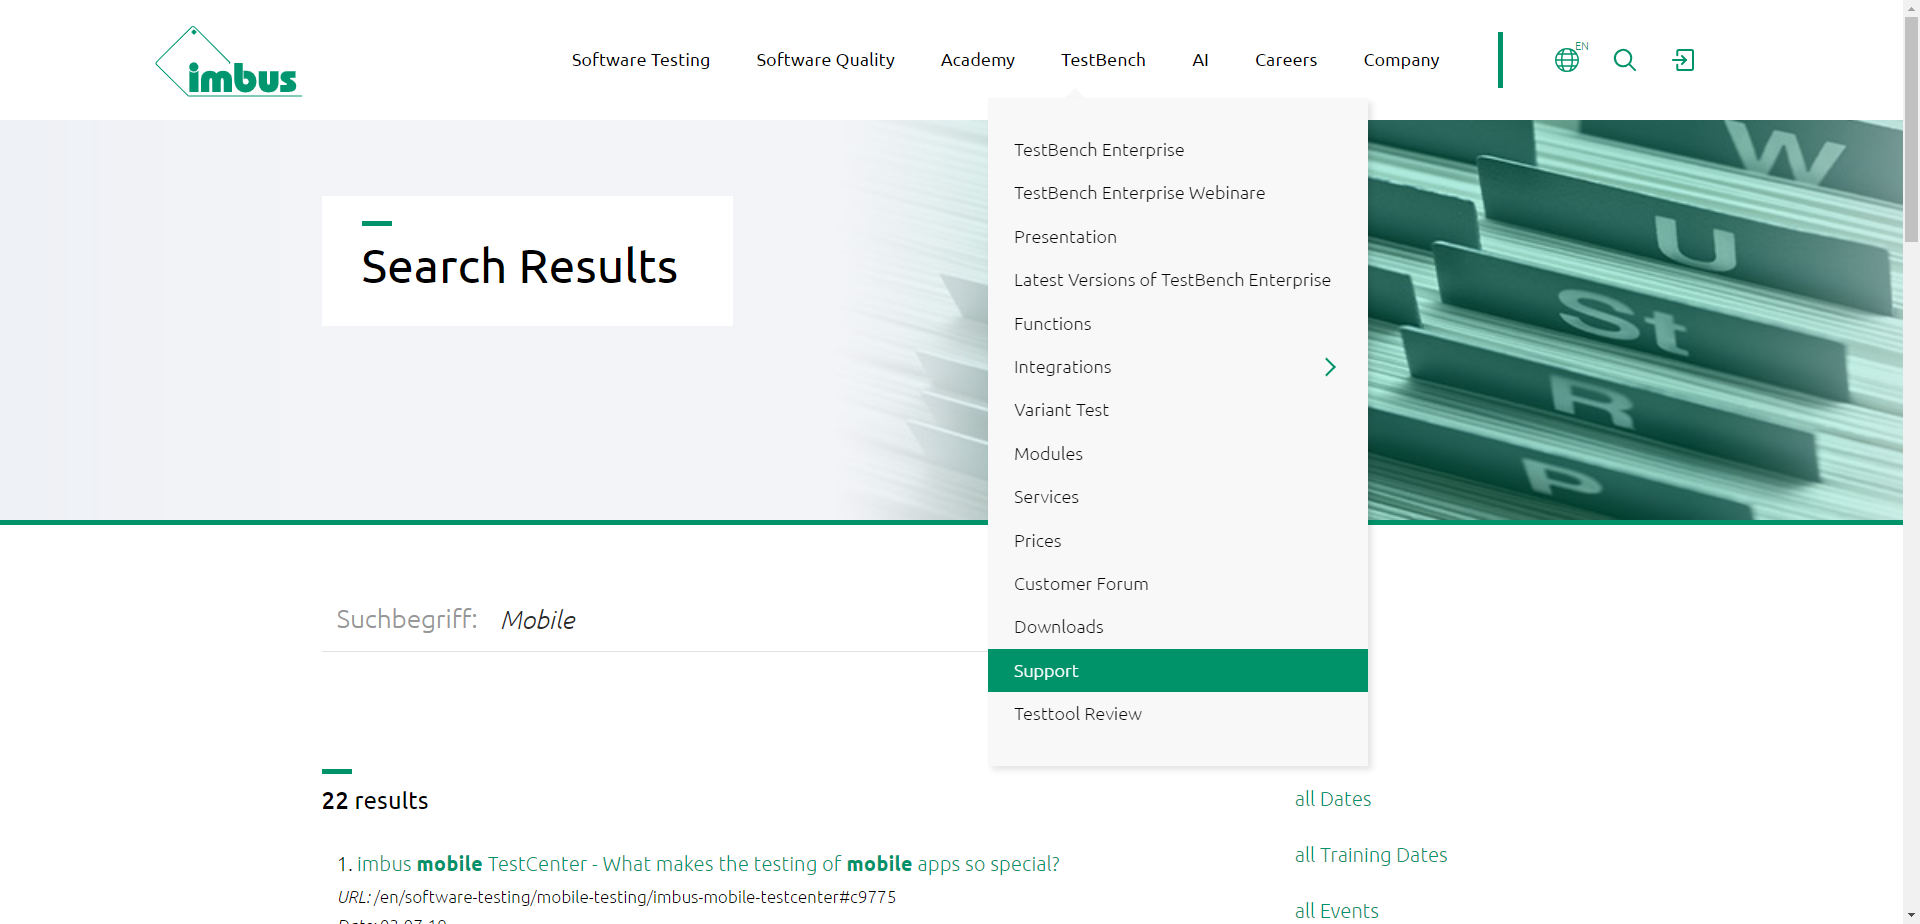 imbus
Software Testing
Software Quality
Academy
TestBench
AI
Careers
Company
EN
TestBench Enterprise
TestBench Enterprise Webinare
Presentation
Latest Versions of TestBench Enterprise
Functions
Integrations
Variant Test
Modules
Services
Prices
Customer Forum
Downloads
Support
Testtool Review
W
U
St
R
P
Search Results
Suchbegriff: Mobile
22 results
1. imbus mobile TestCenter - What makes the testing of mobile apps so special?
URL: /en/software-testing/mobile-testing/imbus-mobile-testcenter#c9775
all Dates
all Training Dates
all Events